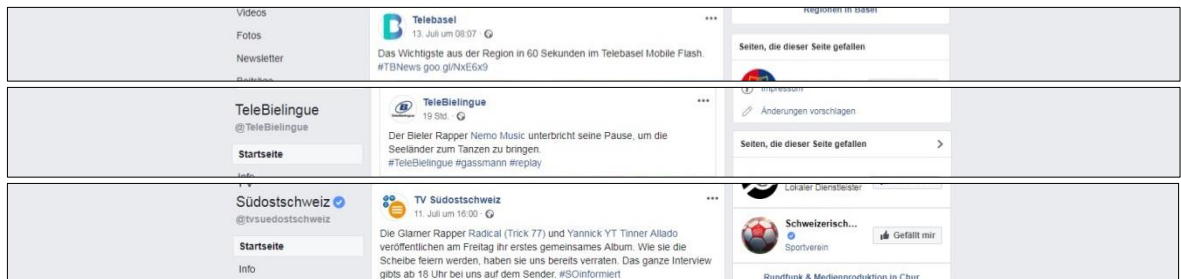 Videos
Fotos
Newsletter
Beiträge
Telebasel
13. Juli um 08:07
Das Wichtigste aus der Region in 60 Sekunden im Telebasel Mobile Flash.
#TBNews goo.gl/NxE6x9
Regionen in Basel
Seiten, die dieser Seite gefallen
TeleBielingue
@TeleBielingue
Startseite
Info
TeleBielingue
19 Std.
Der Bieler Rapper Nemo Music unterbricht seine Pause, um die
Seeländer zum Tanzen zu bringen.
#TeleBielingue #gassmann #replay
Impressum
Änderungen vorschlagen
Seiten, die dieser Seite gefallen
TV
Südostschweiz
@tvsuedostschweiz
Startseite
Info
TV Südostschweiz
11. Juli um 16:00
Die Glarner Rapper Radical (Trick 77) und Yannick YT Tinner Allado
veröffentlichen am Freitag ihr erstes gemeinsames Album. Wie sie die
Scheibe feiern werden, haben sie uns bereits verraten. Das ganze Interview
gibts ab 18 Uhr bei uns auf dem Sender. #SOinformiert
Lokaler Dienstleister
Schweizerisch...
Sportverein
Gefällt mir
Rundfunk & Medienproduktion in Chur